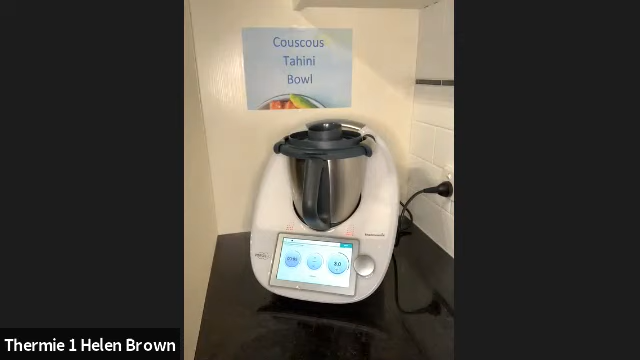 Couscous
Tahini
Bowl
Thermie 1 Helen Brown